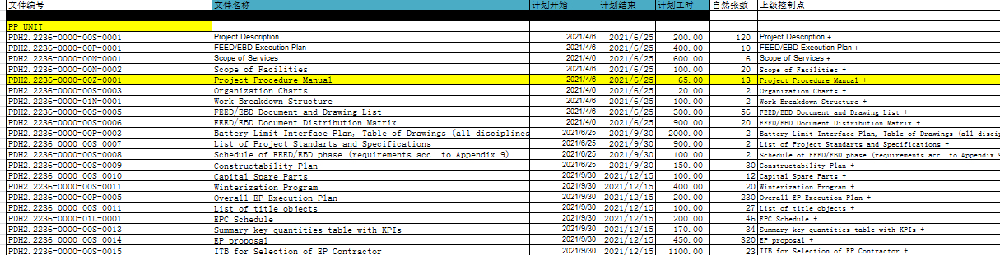 文件编号 文件名称 计划开始 计划结束 计划工时 自然张数 上级控制点
PP UNIT
PDH2.2236-0000-00S-0001 Project Description 2021/4/6 2021/6/25 200.00 120 Project Description +
PDH2.2236-0000-00P-0001 FEED/EBD Execution Plan 2021/4/6 2021/6/25 400.00 10 FEED/EBD Execution Plan +
PDH2.2236-0000-00N-0001 Scope of Services 2021/4/6 2021/6/25 600.00 6 Scope of Services +
PDH2.2236-0000-00N-0002 Scope of Facilities 2021/4/6 2021/6/25 100.00 20 Scope of Facilities +
PDH2.2236-0000-00Z-0001 Project Procedure Manual 2021/4/6 2021/6/25 65.00 13 Project Procedure Manual +
PDH2.2236-0000-00S-0003 Organization Charts 2021/4/6 2021/6/25 20.00 2 Organization Charts +
PDH2.2236-0000-01N-0001 Work Breakdown Structure 2021/4/6 2021/6/25 100.00 2 Work Breakdown Structure +
PDH2.2236-0000-00S-0005 FEED/EBD Document and Drawing List 2021/4/6 2021/6/25 300.00 56 FEED/EBD Document and Drawing List +
PDH2.2236-0000-00S-0006 FEED/EBD Document Distribution Matrix 2021/4/6 2021/6/25 900.00 20 FEED/EBD Document Distribution Matrix +
PDH2.2236-0000-00P-0003 Battery Limit Interface Plan, Table of Drawings (all disciplines 2021/6/25 2021/9/30 2000.00 2 Battery Limit Interface Plan, Table of Drawings (all discip
PDH2.2236-0000-00S-0007 List of Project Standarts and Specifications 2021/6/25 2021/9/30 900.00 2 List of Project Standarts and Specifications +
PDH2.2236-0000-00S-0008 Schedule of FEED/EBD phase (requirements acc. to Appendix 9) 2021/6/25 2021/9/30 100.00 2 Schedule of FEED/EBD phase (requirements acc. to Appendix 9
PDH2.2236-0000-00S-0009 Constructability Plan 2021/6/25 2021/9/30 150.00 30 Constructability Plan +
PDH2.2236-0000-00S-0010 Capital Spare Parts 2021/9/30 2021/12/15 100.00 12 Capital Spare Parts +
PDH2.2236-0000-00S-0011 Winterization Program 2021/9/30 2021/12/15 400.00 20 Winterization Program +
PDH2.2236-0000-00P-0005 Overall EP Execution Plan 2021/9/30 2021/12/15 200.00 230 Overall EP Execution Plan +
PDH2.2236-0000-00S-0011 List of title objects 2021/9/30 2021/12/15 100.00 27 List of title objects +
PDH2.2236-0000-01L-0001 EPC Schedule 2021/9/30 2021/12/15 200.00 46 EPC Schedule +
PDH2.2236-0000-00S-0013 Summary key quantities table with KPIs 2021/9/30 2021/12/15 170.00 34 Summary key quantities table with KPIs +
PDH2.2236-0000-00S-0014 EP proposal 2021/9/30 2021/12/15 450.00 320 EP proposal +
PDH2.2236-0000-00S-0015 ITB for Selection of EP Contractor 2021/9/30 2021/12/15 1100.00 23 ITB for Selection of EP Contractor +